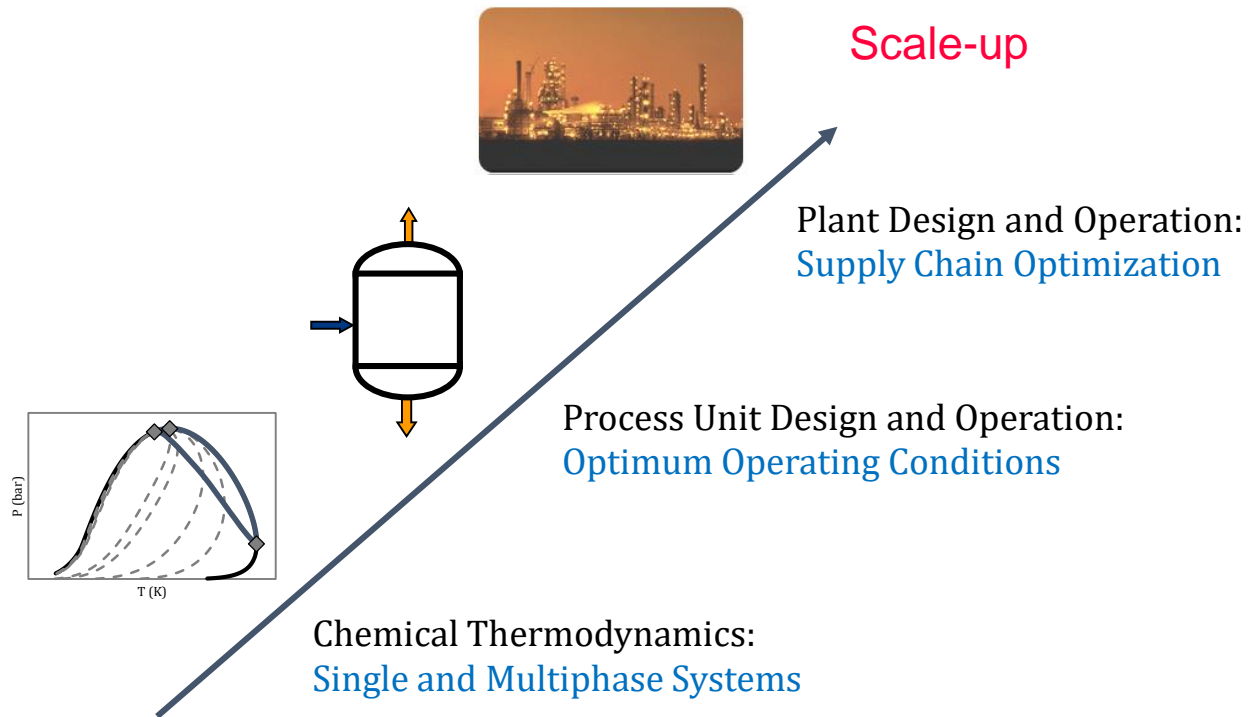 Scale-up
Plant Design and Operation:
Supply Chain Optimization
Process Unit Design and Operation:
Optimum Operating Conditions
P (bar)
T (K)
Chemical Thermodynamics:
Single and Multiphase Systems